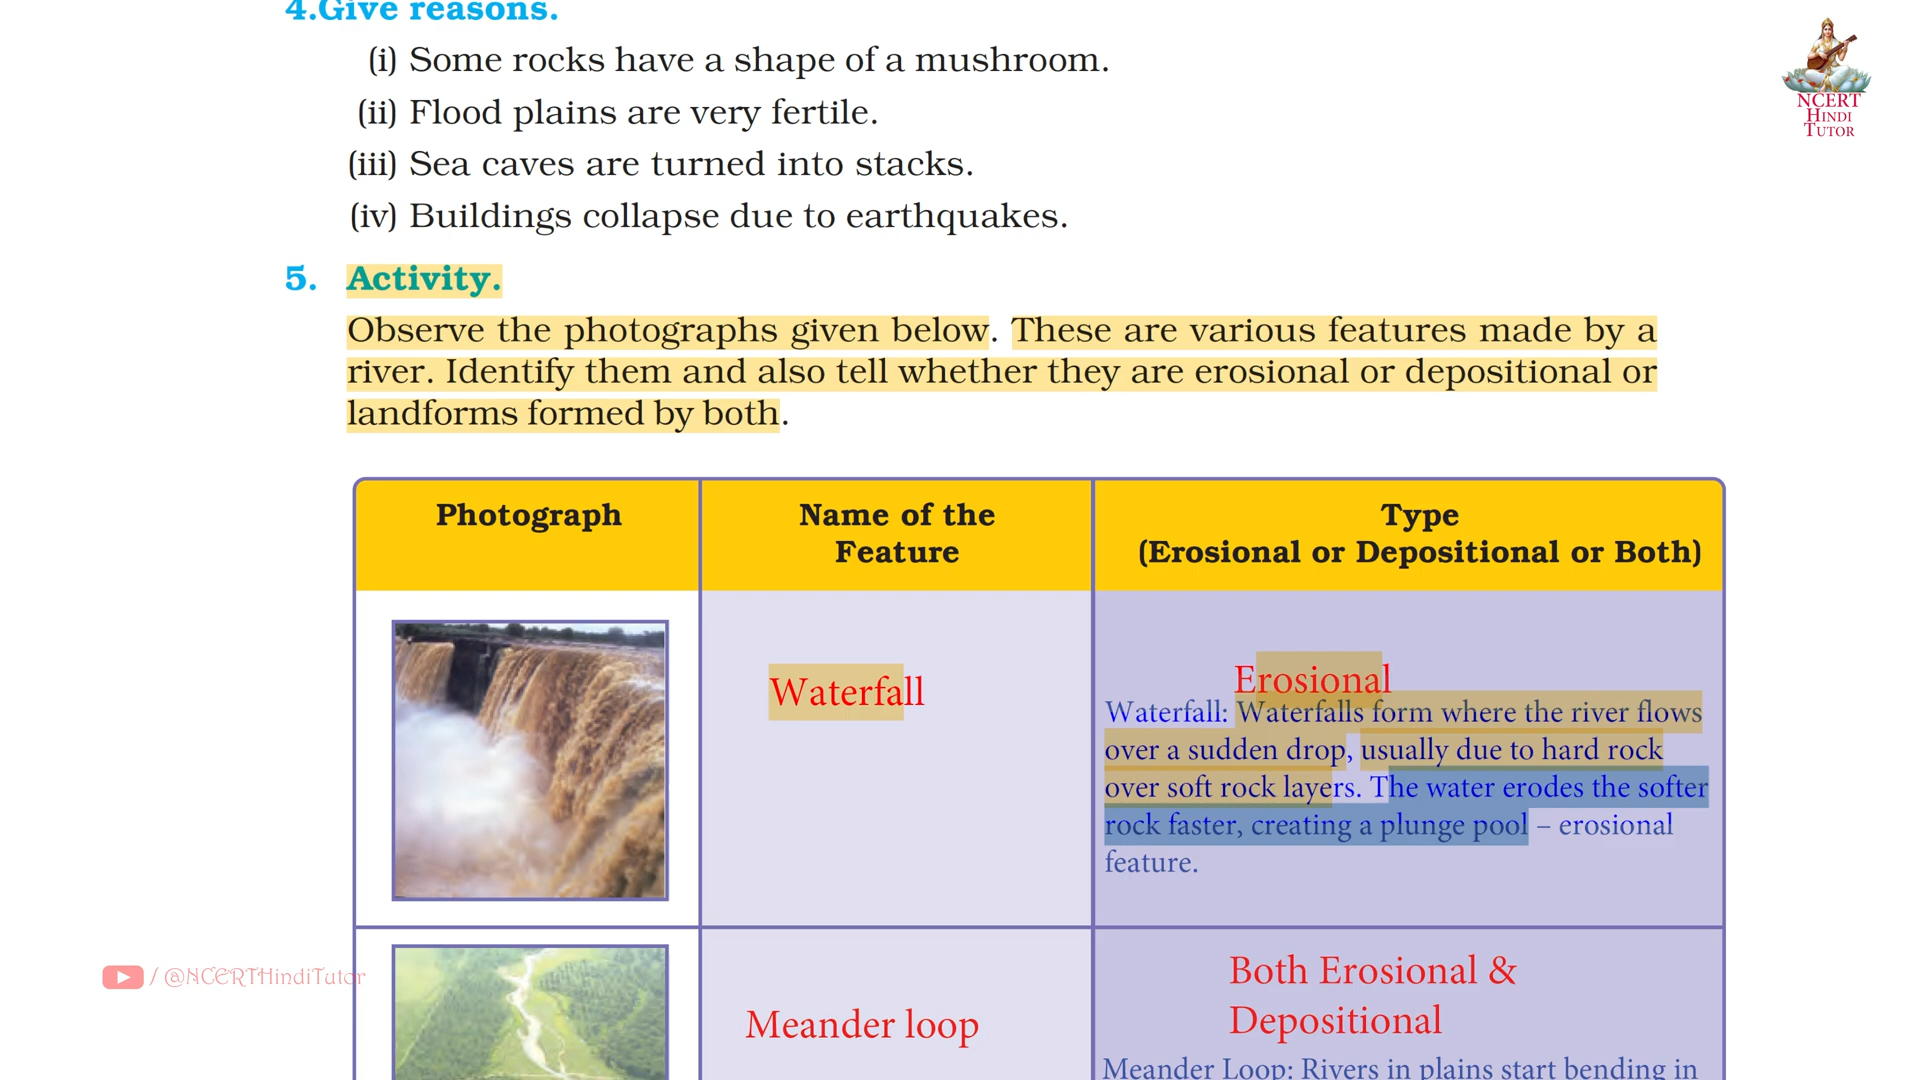 4.Give reasons.
(i) Some rocks have a shape of a mushroom.
(ii) Flood plains are very fertile.
(iii) Sea caves are turned into stacks.
(iv) Buildings collapse due to earthquakes.
NCERT
HINDI
TUTOR
5. Activity.
Observe the photographs given below. These are various features made by a
river. Identify them and also tell whether they are erosional or depositional or
landforms formed by both.
Photograph
Name of the
Feature
Type
(Erosional or Depositional or Both)
Waterfall
Erosional
Waterfall: Waterfalls form where the river flows
over a sudden drop, usually due to hard rock
over soft rock layers. The water erodes the softer
rock faster, creating a plunge pool – erosional
feature.
/ @NCERTHindiTutor
Meander loop
Both Erosional &
Depositional
Meander Loop: Rivers in plains start bending in